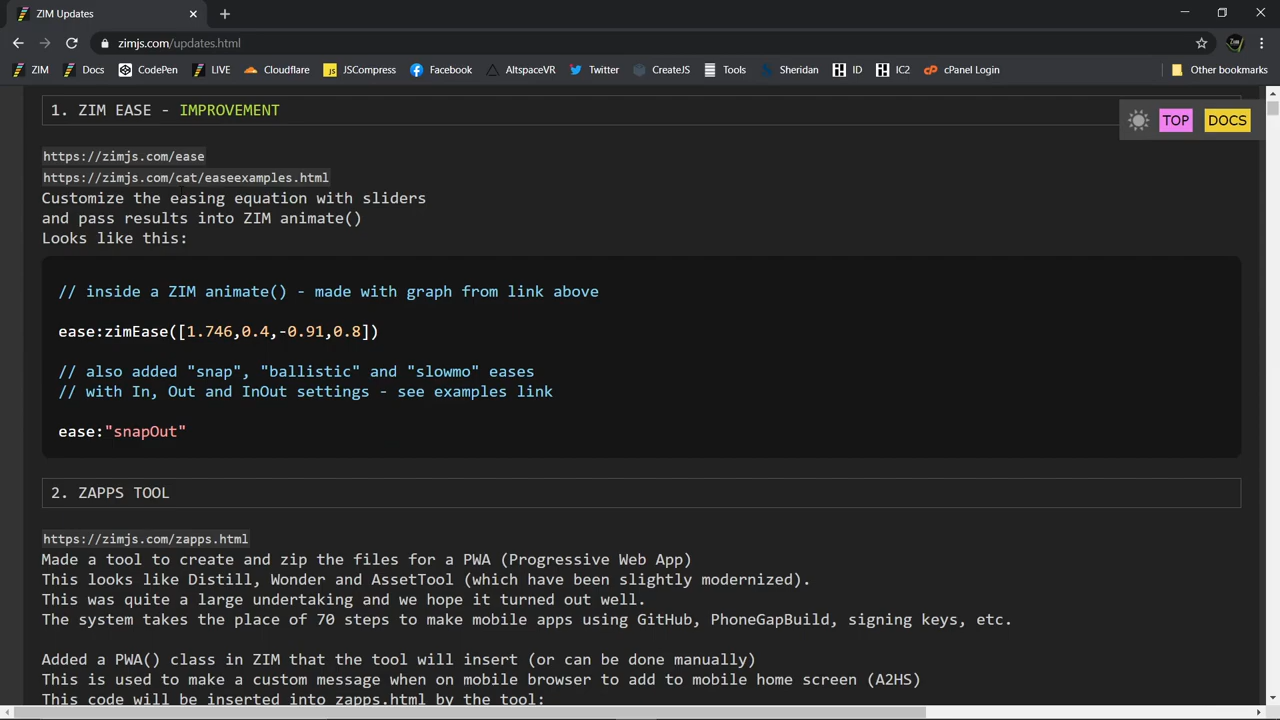 ZIM Updates
zimjs.com/updates.html
ZIM Docs CodePen LIVE Cloudflare JSCompress Facebook AltspaceVR Twitter CreateJS Tools Sheridan ID IC2 cPanel Login Other bookmarks
1. ZIM EASE - IMPROVEMENT
TOP DOCS
https://zimjs.com/ease
https://zimjs.com/cat/easeexamples.html
Customize the easing equation with sliders
and pass results into ZIM animate()
Looks like this:
// inside a ZIM animate() - made with graph from link above
ease:zimEase([1.746,0.4,-0.91,0.8])
// also added "snap", "ballistic" and "slowmo" eases
// with In, Out and InOut settings - see examples link
ease:"snapOut"
2. ZAPPS TOOL
https://zimjs.com/zapps.html
Made a tool to create and zip the files for a PWA (Progressive Web App)
This looks like Distill, Wonder and AssetTool (which have been slightly modernized).
This was quite a large undertaking and we hope it turned out well.
The system takes the place of 70 steps to make mobile apps using GitHub, PhoneGapBuild, signing keys, etc.
Added a PWA() class in ZIM that the tool will insert (or can be done manually)
This is used to make a custom message when on mobile browser to add to mobile home screen (A2HS)
This code will be inserted into zapps.html by the tool: